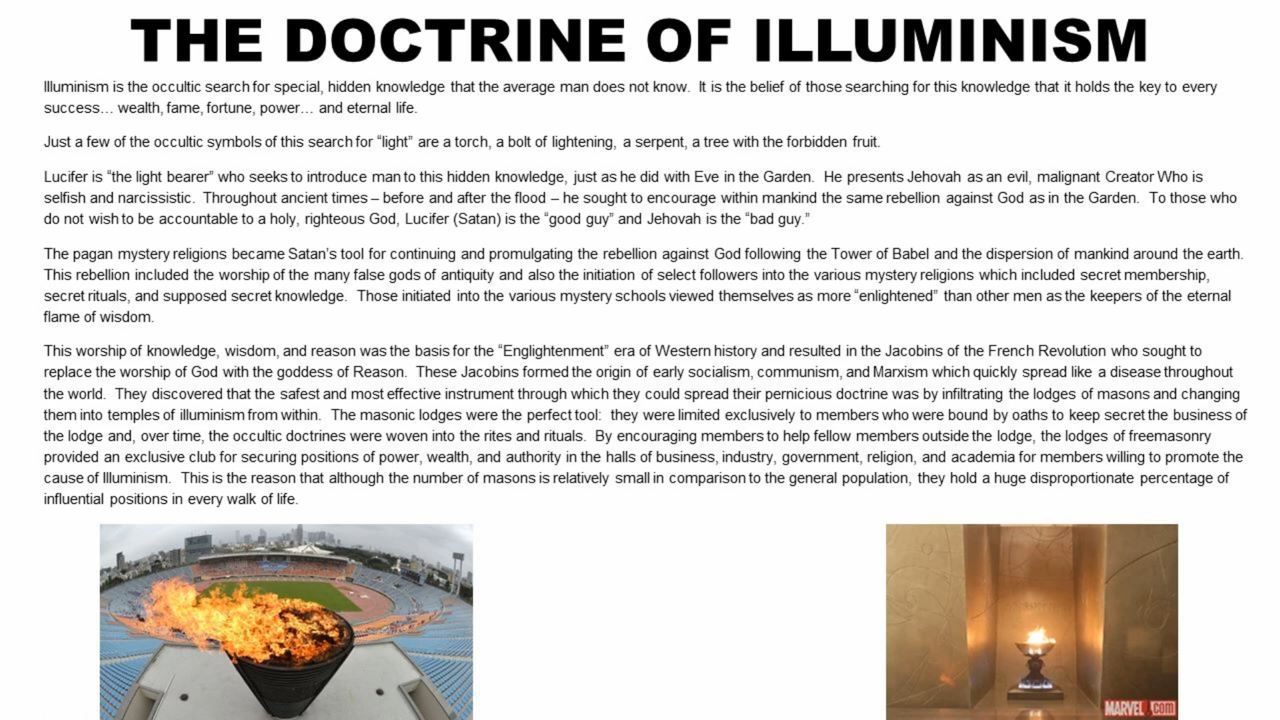 THE DOCTRINE OF ILLUMINISM
Illuminism is the occultic search for special, hidden knowledge that the average man does not know. It is the belief of those searching for this knowledge that it holds the key to every
success… wealth, fame, fortune, power… and eternal life.
Just a few of the occultic symbols of this search for “light” are a torch, a bolt of lightening, a serpent, a tree with the forbidden fruit.
Lucifer is “the light bearer” who seeks to introduce man to this hidden knowledge, just as he did with Eve in the Garden. He presents Jehovah as an evil, malignant Creator Who is
selfish and narcissistic. Throughout ancient times – before and after the flood – he sought to encourage within mankind the same rebellion against God as in the Garden. To those who
do not wish to be accountable to a holy, righteous God, Lucifer (Satan) is the “good guy” and Jehovah is the “bad guy.”
The pagan mystery religions became Satan’s tool for continuing and promulgating the rebellion against God following the Tower of Babel and the dispersion of mankind around the earth.
This rebellion included the worship of the many false gods of antiquity and also the initiation of select followers into the various mystery religions which included secret membership,
secret rituals, and supposed secret knowledge. Those initiated into the various mystery schools viewed themselves as more “enlightened” than other men as the keepers of the eternal
flame of wisdom.
This worship of knowledge, wisdom, and reason was the basis for the “Englightenment” era of Western history and resulted in the Jacobins of the French Revolution who sought to
replace the worship of God with the goddess of Reason. These Jacobins formed the origin of early socialism, communism, and Marxism which quickly spread like a disease throughout
the world. They discovered that the safest and most effective instrument through which they could spread their pernicious doctrine was by infiltrating the lodges of masons and changing
them into temples of illuminism from within. The masonic lodges were the perfect tool: they were limited exclusively to members who were bound by oaths to keep secret the business of
the lodge and, over time, the occultic doctrines were woven into the rites and rituals. By encouraging members to help fellow members outside the lodge, the lodges of freemasonry
provided an exclusive club for securing positions of power, wealth, and authority in the halls of business, industry, government, religion, and academia for members willing to promote the
cause of Illuminism. This is the reason that although the number of masons is relatively small in comparison to the general population, they hold a huge disproportionate percentage of
influential positions in every walk of life.
MARVEL.COM